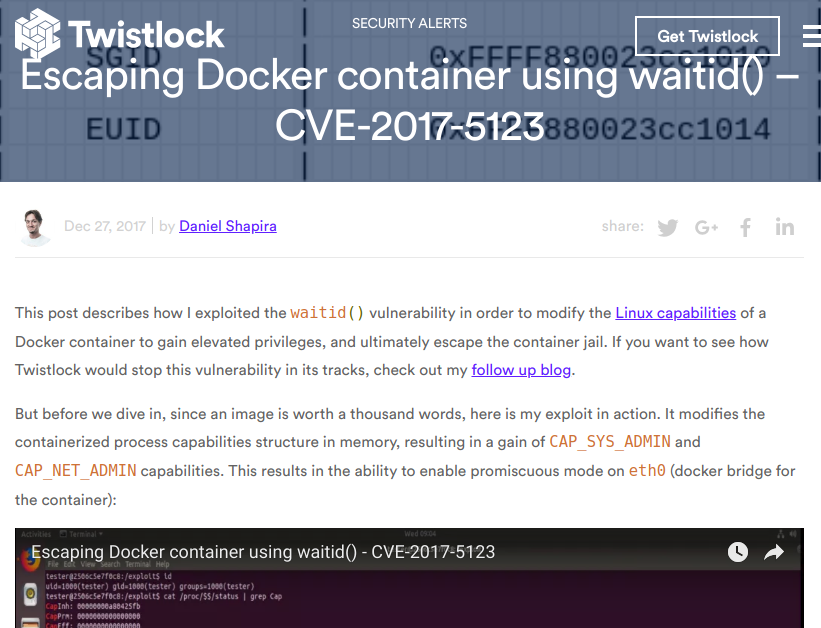 Twistlock
SECURITY ALERTS
Get Twistlock
SGID 0xFFFF880023cc1010
Escaping Docker container using waitid() –
CVE-2017-5123
EUID 0xFFFF880023cc1014
Dec 27, 2017 | by Daniel Shapira
share:
This post describes how I exploited the waitid() vulnerability in order to modify the Linux capabilities of a
Docker container to gain elevated privileges, and ultimately escape the container jail. If you want to see how
Twistlock would stop this vulnerability in its tracks, check out my follow up blog.
But before we dive in, since an image is worth a thousand words, here is my exploit in action. It modifies the
containerized process capabilities structure in memory, resulting in a gain of CAP_SYS_ADMIN and
CAP_NET_ADMIN capabilities. This results in the ability to enable promiscuous mode on eth0 (docker bridge for
the container):
Activities Terminal Wed 09:04
Escaping Docker container using waitid() - CVE-2017-5123
File Edit View Search Terminal Help
tester@2506c5e7f0c8:/exploit$ id
uid=1000(tester) gid=1000(tester) groups=1000(tester)
tester@2506c5e7f0c8:/exploit$ cat /proc/$$/status | grep Cap
CapInh: 00000000a80425fb
CapPrm: 0000000000000000
CapEff: 0000000000000000